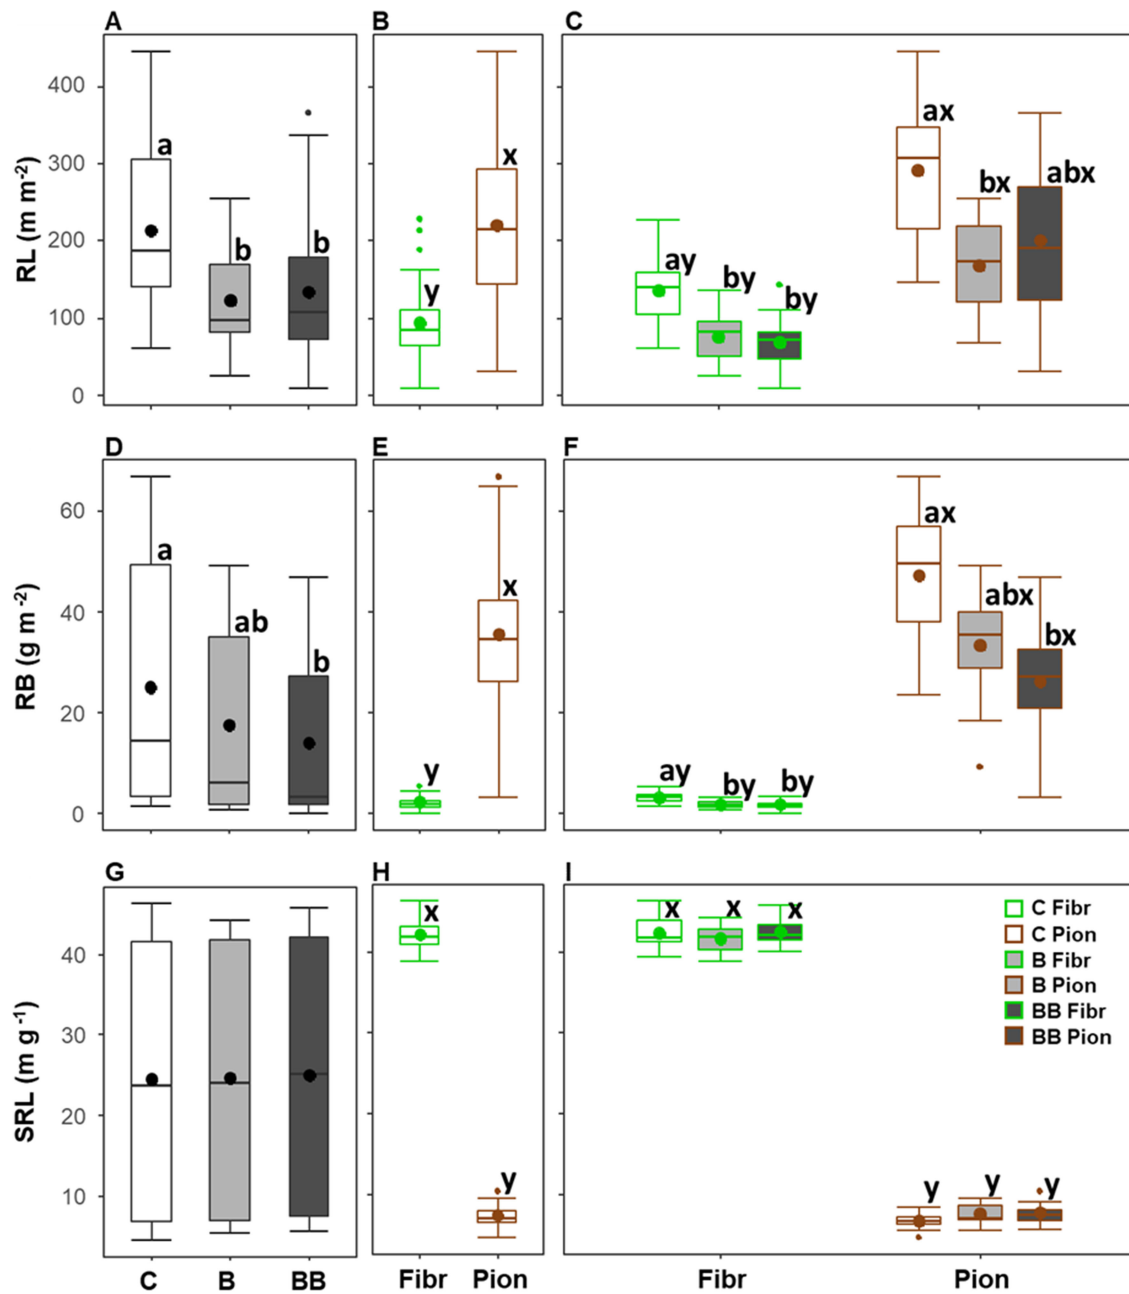 A B C
RL (m m-2)
400
300
200
100
0
a
b
b
y
x
ay
by
by
ax
bx
abx
D E F
RB (g m -2)
60
40
20
0
a
ab
b
y
x
ay
by
by
ax
abx
bx
G H I
SRL (m g-1)
40
30
20
10
x
y
x
x
x
y
y
y
C Fibr
C Pion
B Fibr
B Pion
BB Fibr
BB Pion
C B BB Fibr Pion Fibr Pion